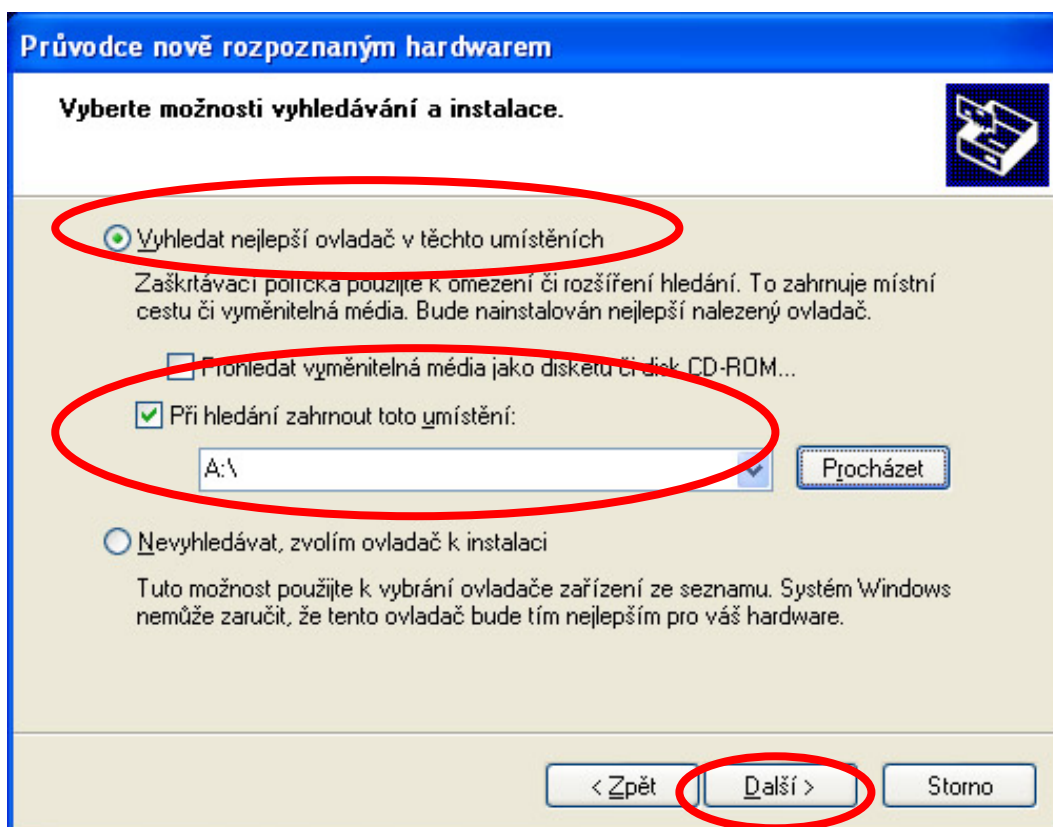 Průvodce nově rozpoznaným hardwarem
Vyberte možnosti vyhledávání a instalace.
Vyhledat nejlepší ovladač v těchto umístěních
Zaškrtávací políčka použijte k omezení či rozšíření hledání. To zahrnuje místní
cestu či vyměnitelná média. Bude nainstalován nejlepší nalezený ovladač.
Prohledat vyměnitelná média jako disketu či disk CD-ROM...
Při hledání zahrnout toto umístění:
A:\
Procházet
Nevyhledávat, zvolím ovladač k instalaci
Tuto možnost použijte k vybrání ovladače zařízení ze seznamu. Systém Windows
nemůže zaručit, že tento ovladač bude tím nejlepším pro váš hardware.
< Zpět
Další >
Storno